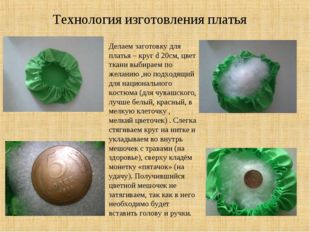 Технология изготовления платья
Делаем заготовку для
платья – круг d 20см, цвет
ткани выбираем по
желанию ,но подходящий
для национального
костюма (для чувашского,
лучше белый, красный, в
мелкую клеточку ,
мелкий цветочек) . Слегка
стягиваем круг на нитке и
укладываем во внутрь
мешочек с травами (на
здоровье), сверху кладём
монетку «пятачок» (на
удачу). Получившийся
цветной мешочек не
затягиваем, так как в него
необходимо будет
вставить голову и ручки.
5